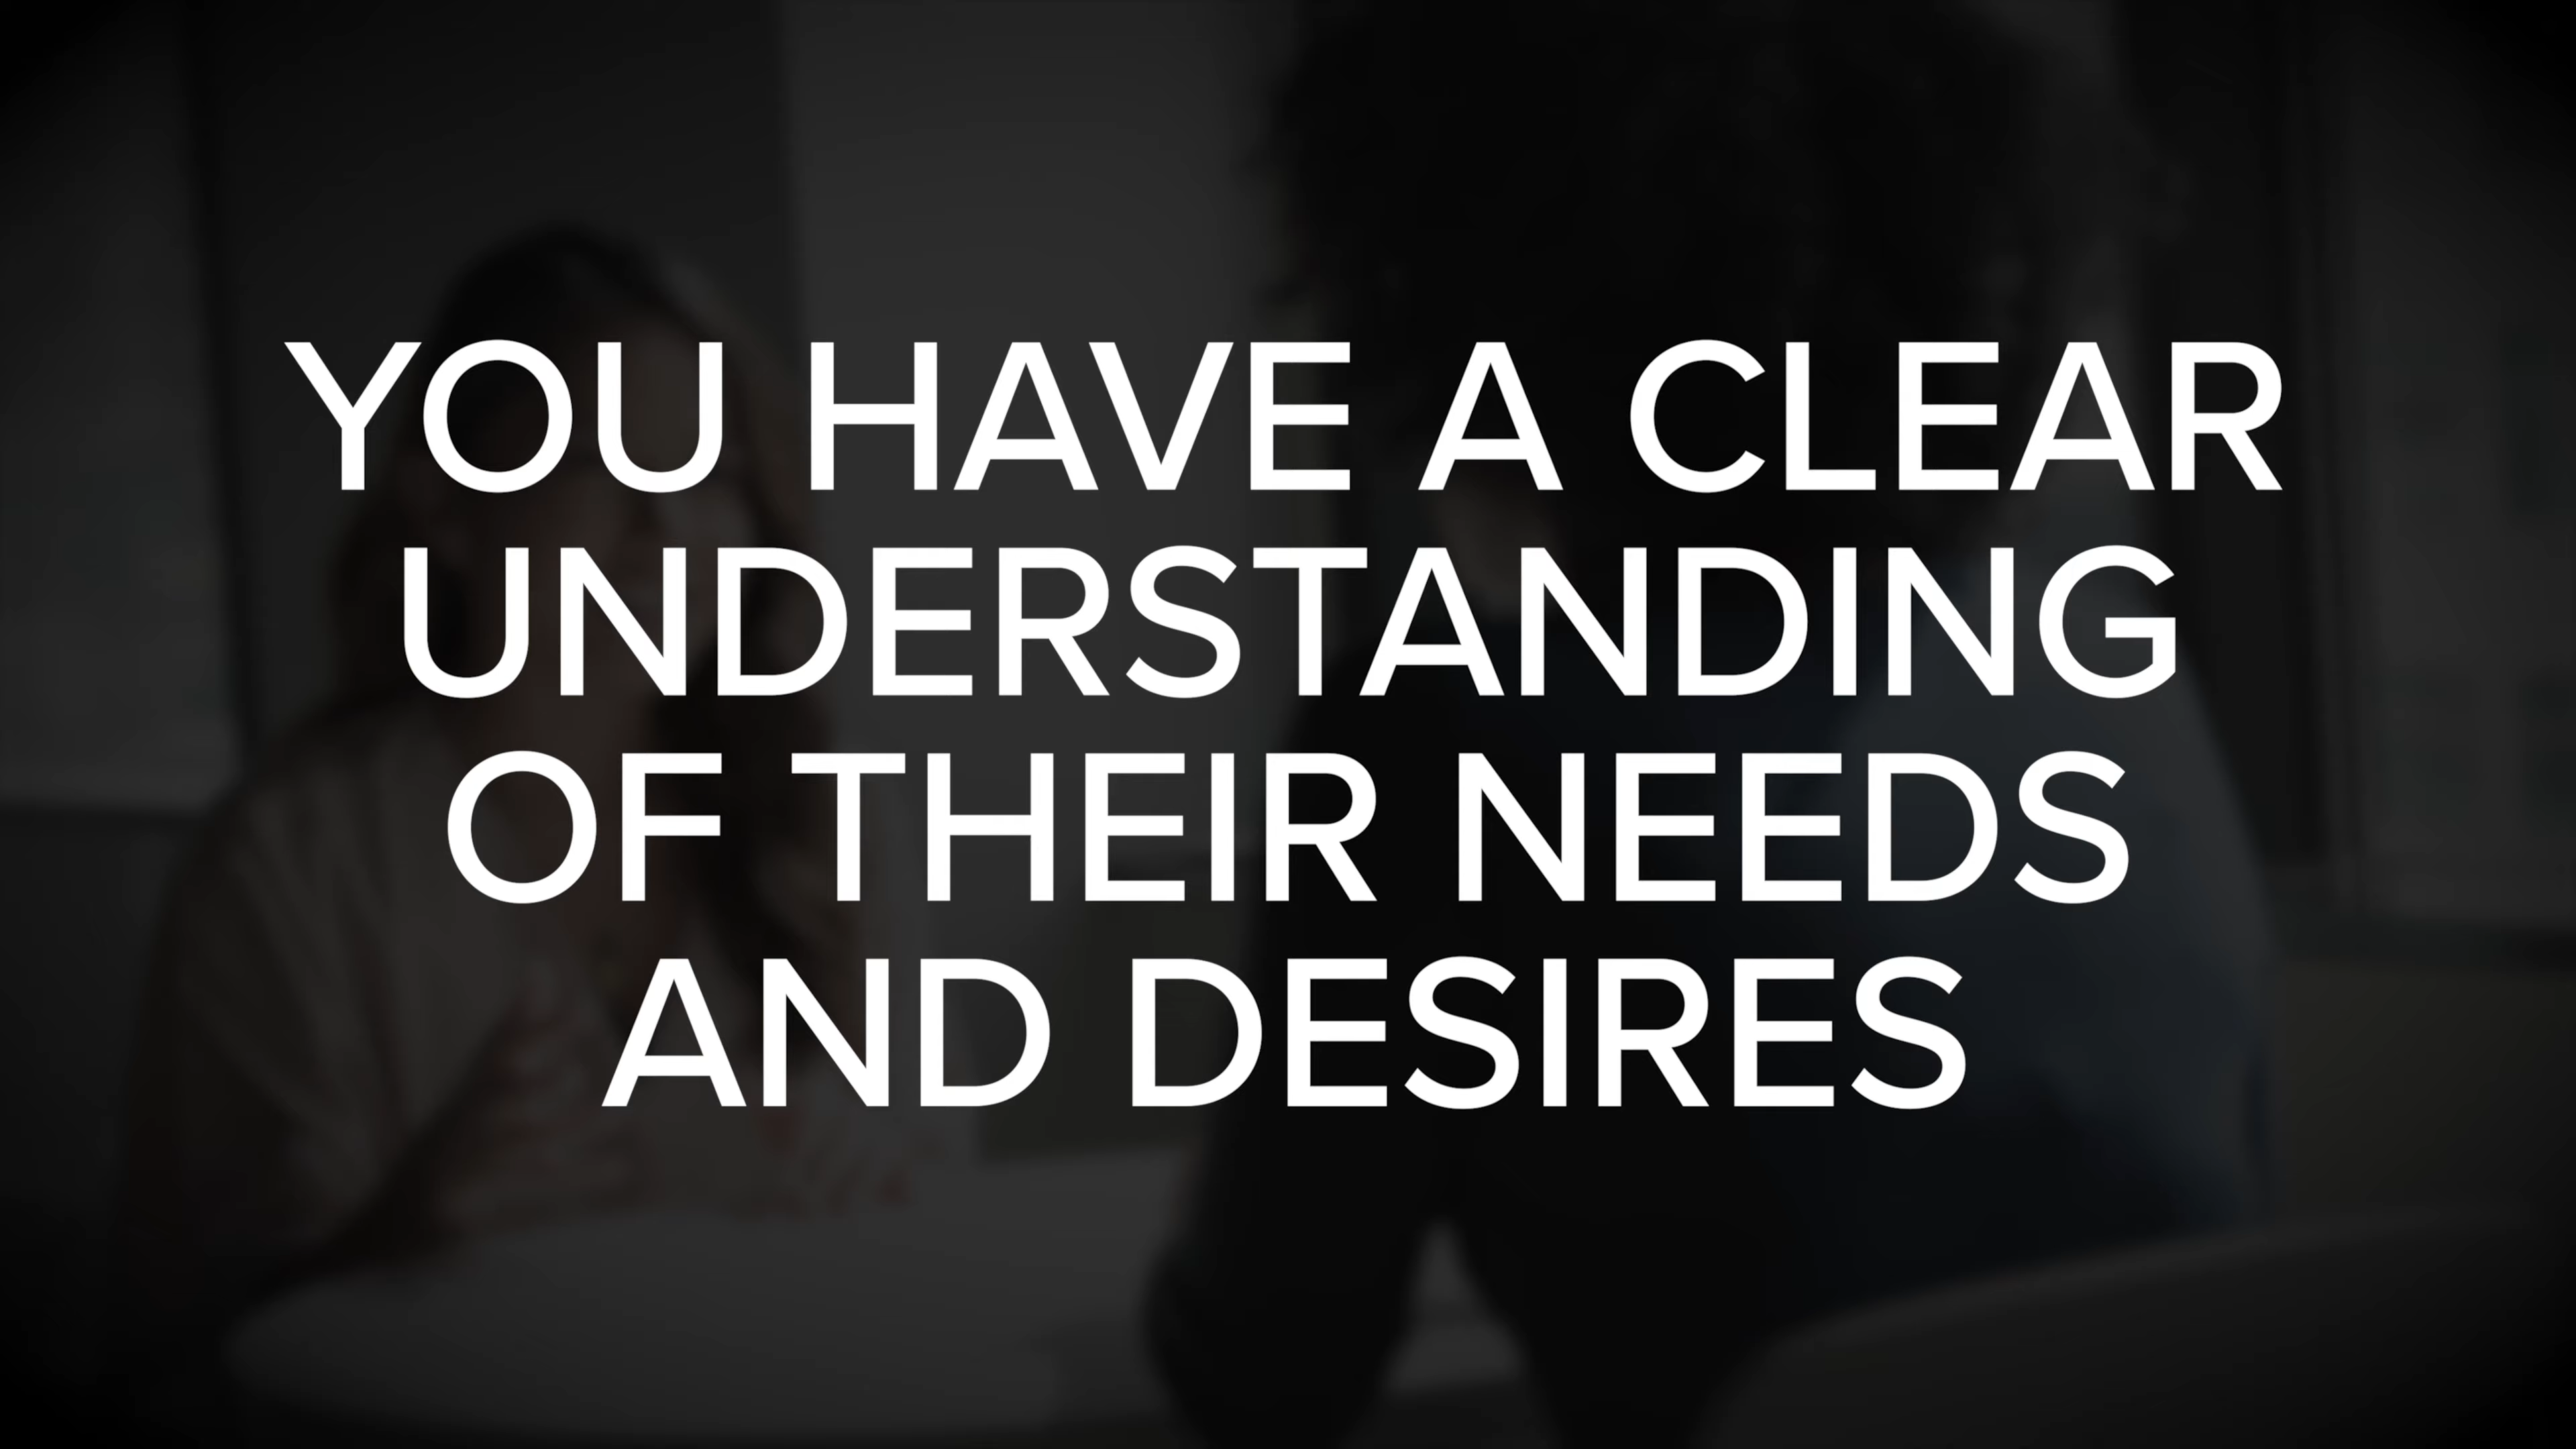 YOU HAVE A CLEAR
UNDERSTANDING
OF THEIR NEEDS
AND DESIRES